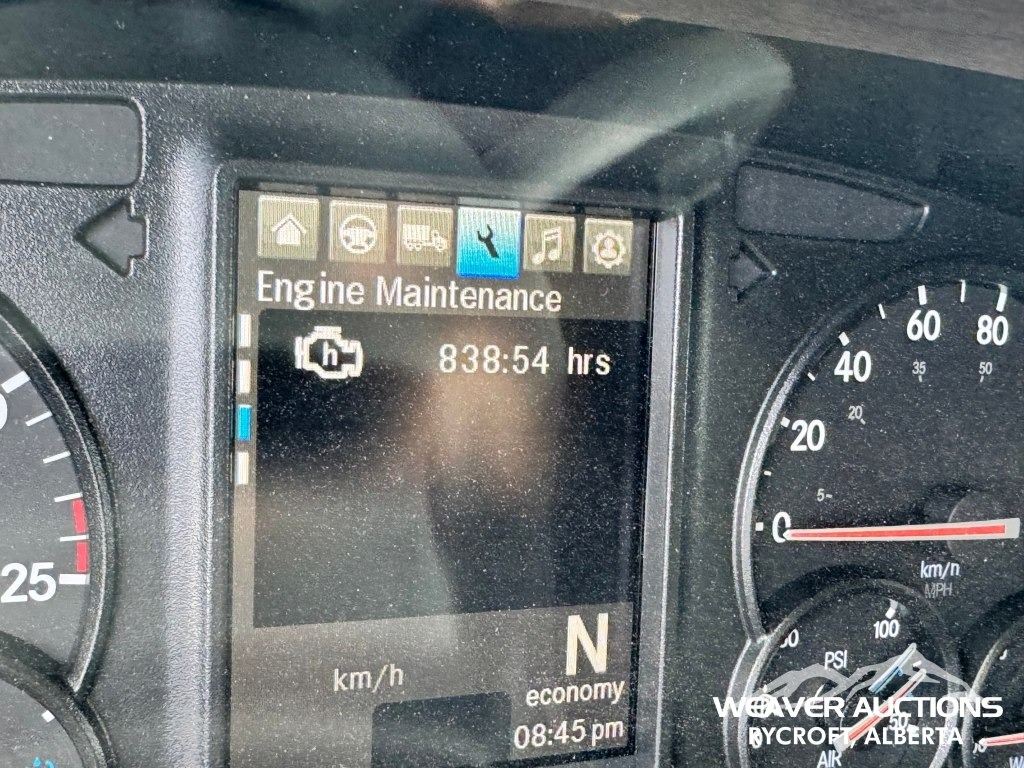 Engine Maintenance
h
838:54 hrs
km/h
N
economy
08:45 pm
25
60
80
40
35
50
20
20
5
0
km/h
MPH
100
PSI
50
AIR
WEAVER AUCTIONS
RYCROFT, ALBERTA